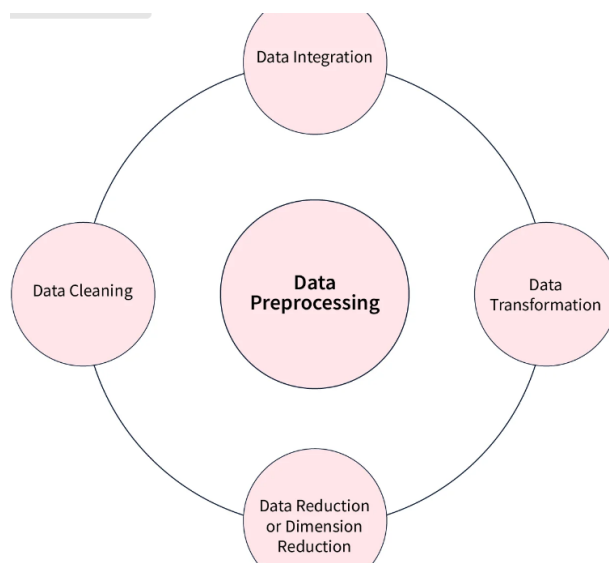 Data Integration
Data Cleaning
Data
Preprocessing
Data
Transformation
Data Reduction
or Dimension
Reduction